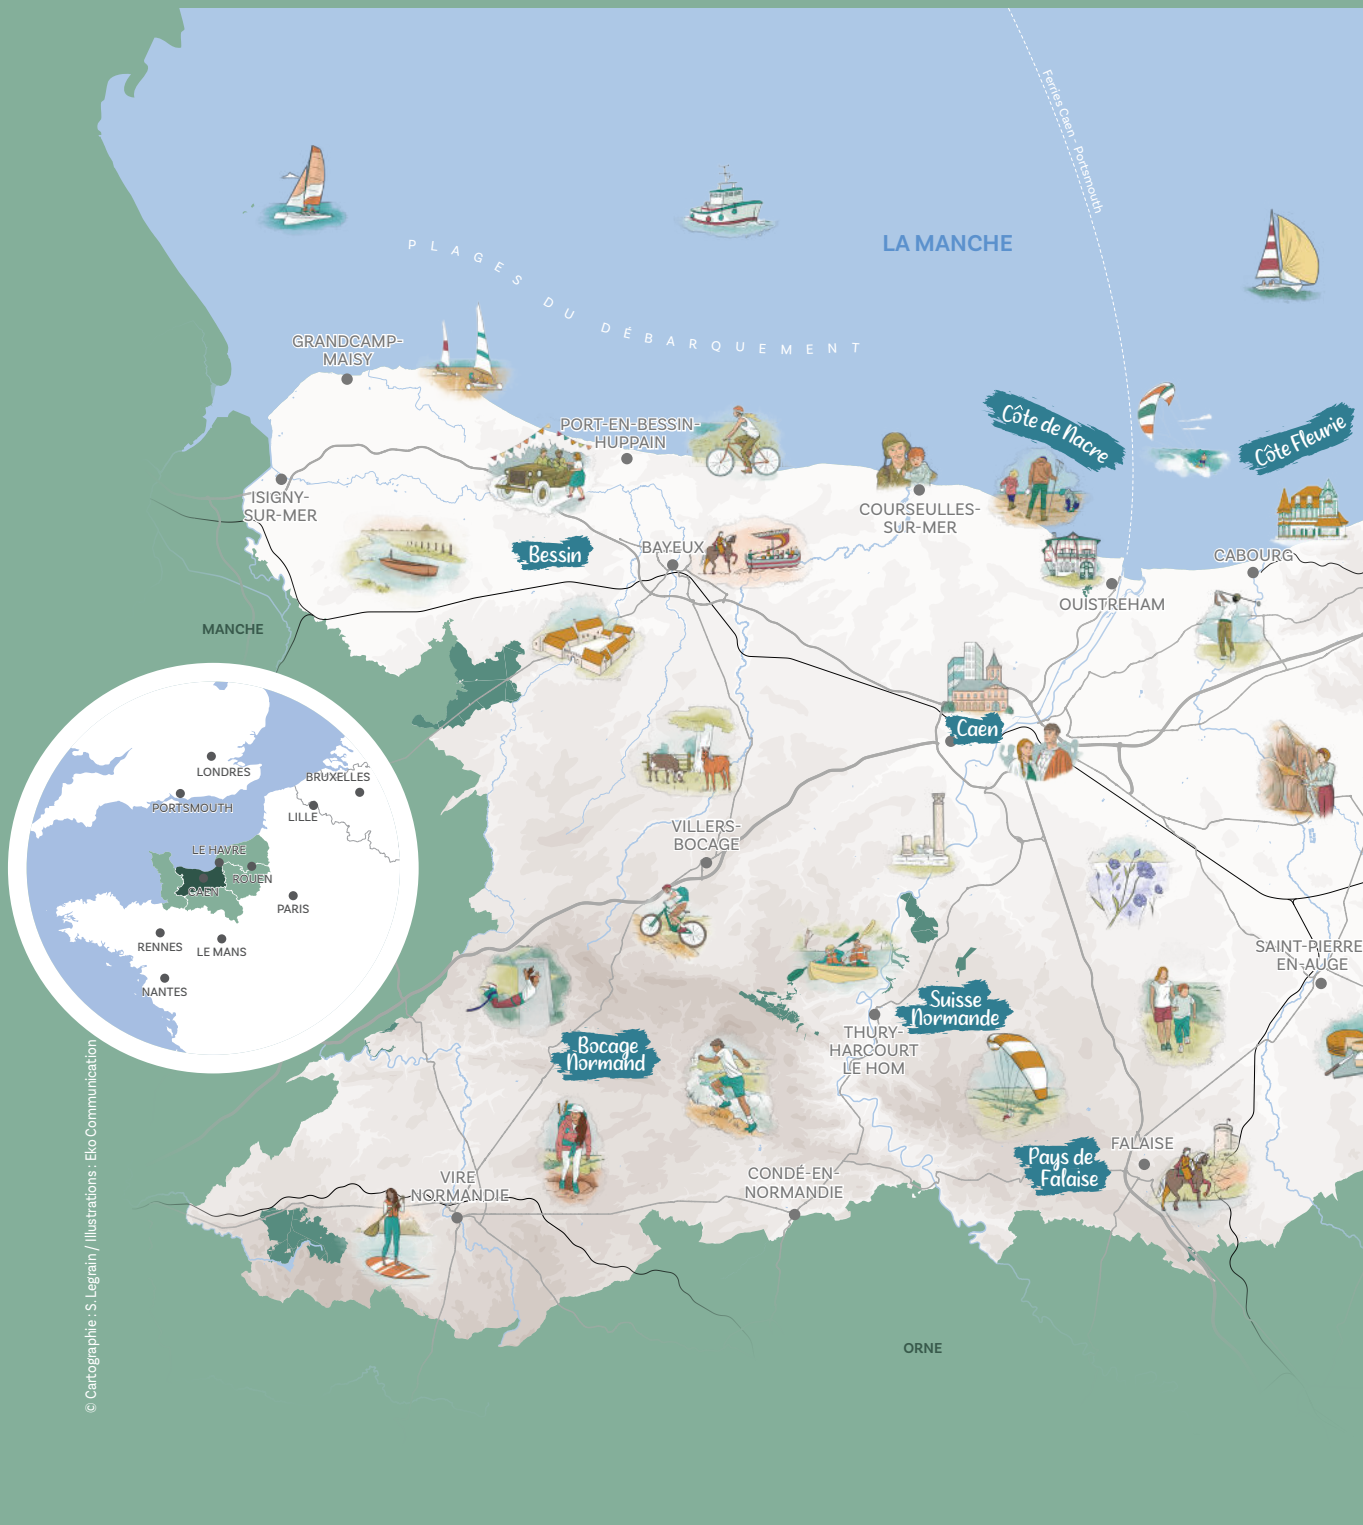 Ferries Caen - Portsmouth
LA MANCHE
PLAGES DU DÉBARQUEMENT
GRANDCAMP-
MAISY
PORT-EN-BESSIN-
HUPPAIN
Côte de Nacre
Côte Fleurie
ISIGNY-
SUR-MER
COURSEULLES-
SUR-MER
Bessin
BAYEUX
CABOURG
OUISTREHAM
MANCHE
Caen
LONDRES
BRUXELLES
PORTSMOUTH
LILLE
LE HAVRE
ROUEN
CAEN
PARIS
RENNES
LE MANS
NANTES
VILLERS-
BOCAGE
SAINT-PIERRE
EN-AUGE
Suisse
Normande
THURY-
HARCOURT
LE HOM
Bocage
Normand
FALAISE
Pays de
Falaise
VIRE
NORMANDIE
CONDÉ-EN-
NORMANDIE
ORNE
© Cartographie : S. Legrain / Illustrations : Eko Communication